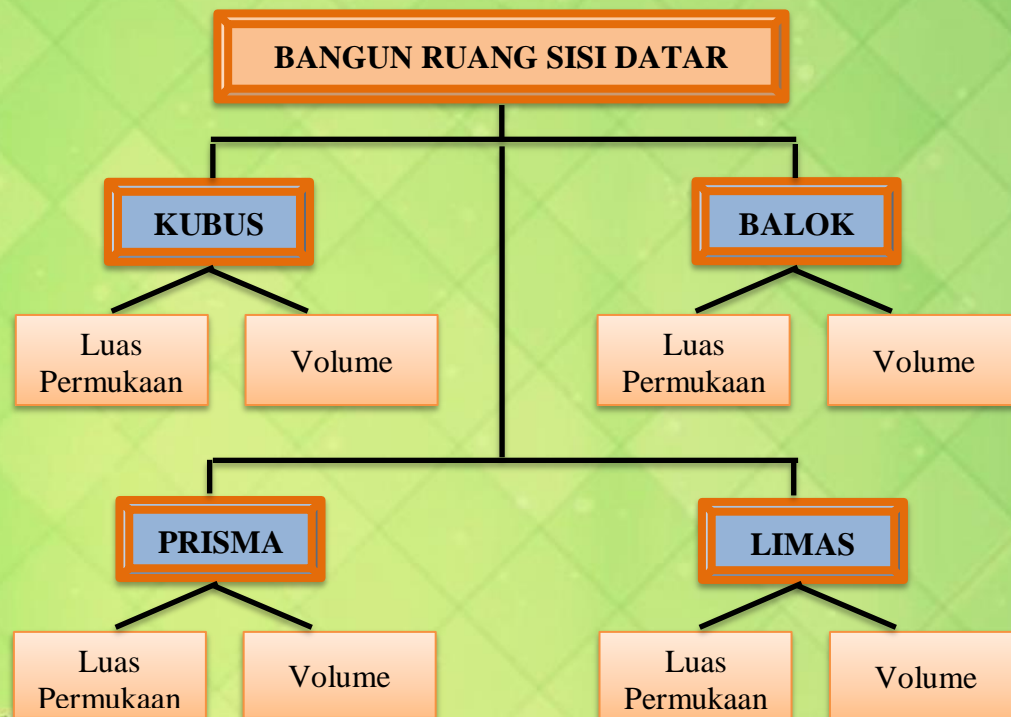 BANGUN RUANG SISI DATAR
KUBUS
BALOK
Luas
Permukaan
Volume
Luas
Permukaan
Volume
PRISMA
LIMAS
Luas
Permukaan
Volume
Luas
Permukaan
Volume